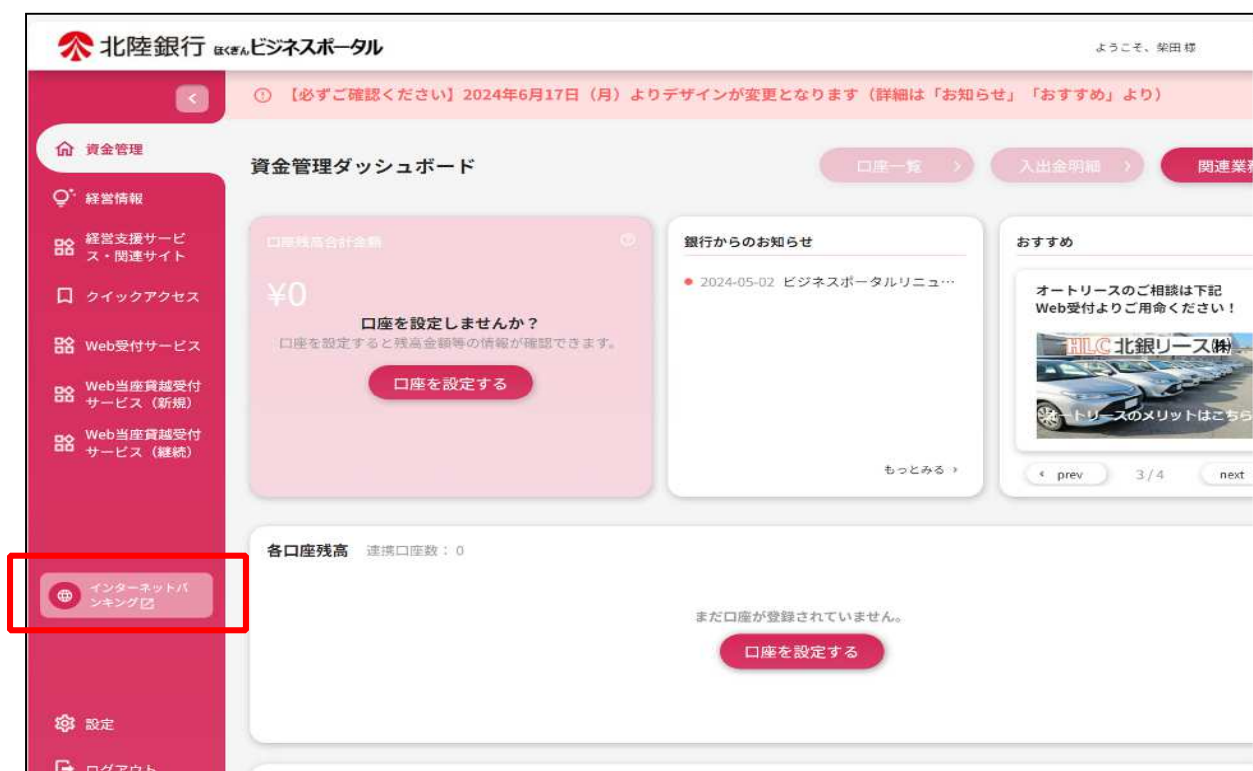 北陸銀行 ほくぎんビジネスポータル
ようこそ、柴田 様
【必ずご確認ください】2024年6月17日（月）よりデザインが変更となります（詳細は「お知らせ」「おすすめ」より）
資金管理
経営情報
経営支援サービ
ス・関連サイト
クイックアクセス
Web受付サービス
Web当座貸越受付
サービス（新規）
Web当座貸越受付
サービス（継続）
インターネットバ
ンキング
設定
ログアウト
資金管理ダッシュボード
口座一覧
入出金明細
関連業務
口座残高合計金額
¥0
口座を設定しませんか？
口座を設定すると残高金額等の情報が確認できます。
口座を設定する
銀行からのお知らせ
2024-05-02 ビジネスポータルリニュ…
もっとみる
おすすめ
オートリースのご相談は下記
Web受付よりご用命ください！
HLC 北銀リース㈱
オートリースのメリットはこちら
prev
3 / 4
next
各口座残高 連携口座数：0
まだ口座が登録されていません。
口座を設定する